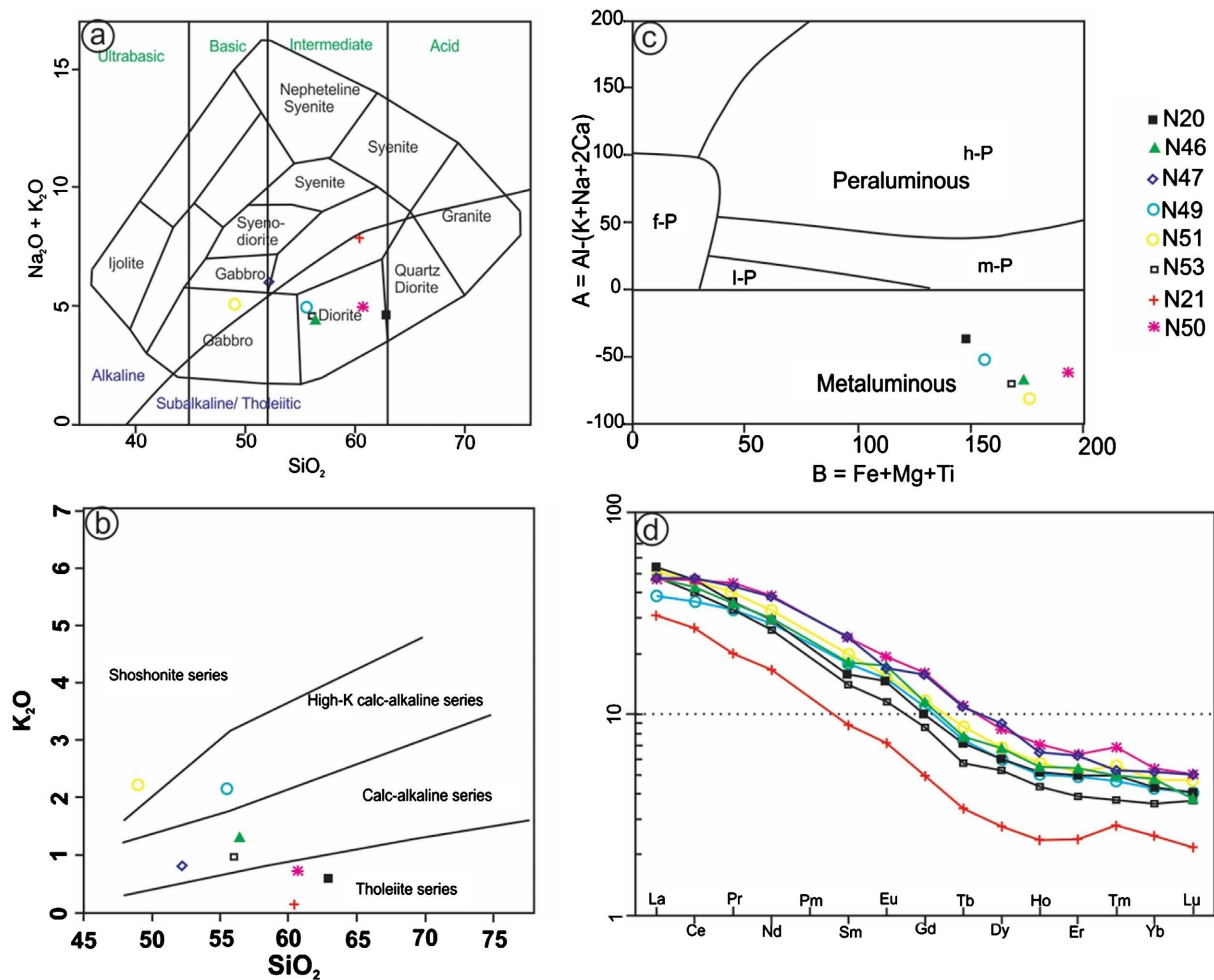 a
Ultrabasic
Basic
Intermediate
Acid
Nepheteline
Syenite
Syenite
Syenite
Syeno-
diorite
Granite
Ijolite
Gabbro
Quartz
Diorite
Diorite
Gabbro
Alkaline
Subalkaline/ Tholeiitic
15
10
5
0
Na₂O + K₂O
40
50
60
70
SiO₂
c
200
150
100
50
0
-50
-100
A = Al-(K+Na+2Ca)
h-P
Peraluminous
f-P
l-P
m-P
Metaluminous
0
50
100
150
200
B = Fe+Mg+Ti
N20
N46
N47
N49
N51
N53
N21
N50
b
7
6
5
4
3
2
1
0
K₂O
Shoshonite series
High-K calc-alkaline series
Calc-alkaline series
Tholeiite series
45
50
55
60
65
70
75
SiO₂
d
100
10
1
La
Pr
Pm
Eu
Tb
Ho
Tm
Lu
Ce
Nd
Sm
Gd
Dy
Er
Yb